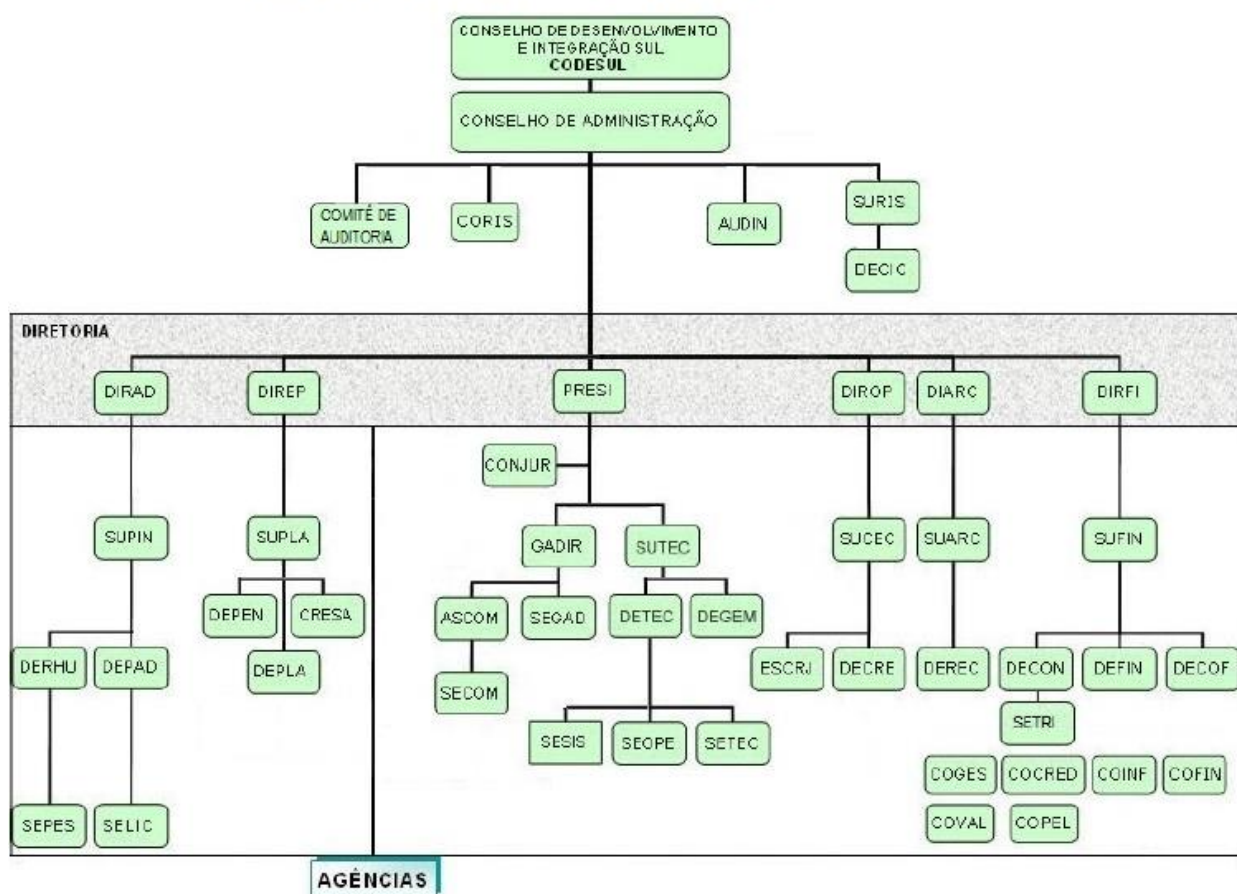 CONSELHO DE DESENVOLVIMENTO
E INTEGRAÇÃO SUL
CODESUL
CONSELHO DE ADMINISTRAÇÃO
COMITÊ DE
AUDITORIA
CORIS
AUDIN
SURIS
DECIC
DIRETORIA
DIRAD
DIREP
PRESI
DIROP
DIARC
DIRFI
CONJUR
SUPIN
SUPLA
GADIR
SUTEC
SUCEC
SUARC
SUFIN
DEPEN
CRESA
ASCOM
SEGAD
DETEC
DEGEM
DERHU
DEPAD
DEPLA
SECOM
ESCRJ
DECRE
DEREC
DECON
DEFIN
DECOF
SETRI
SESIS
SEOPE
SETEC
COGES
COCRED
COINF
COFIN
SEPES
SELIC
COVAL
COPEL
AGÊNCIAS